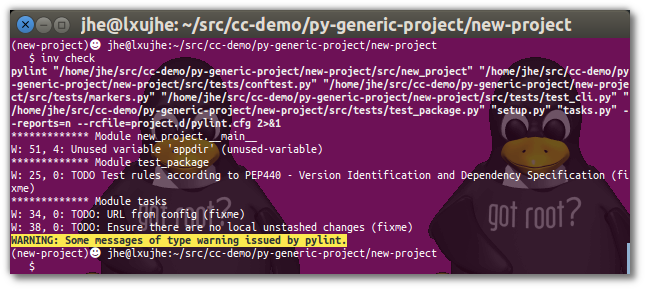 jhe@lxujhe: ~/src/cc-demo/py-generic-project/new-project
(new-project)☻ jhe@lxujhe:~/src/cc-demo/py-generic-project/new-project
$ inv check
pylint "/home/jhe/src/cc-demo/py-generic-project/new-project/src/new_project" "/home/jhe/src/cc-demo/py
-generic-project/new-project/src/tests/conftest.py" "/home/jhe/src/cc-demo/py-generic-project/new-proje
ct/src/tests/markers.py" "/home/jhe/src/cc-demo/py-generic-project/new-project/src/tests/test_cli.py" "
/home/jhe/src/cc-demo/py-generic-project/new-project/src/tests/test_package.py" "setup.py" "tasks.py" -
-reports=n --rcfile=project.d/pylint.cfg 2>&1
************* Module new_project.__main__
W: 51, 4: Unused variable 'appdir' (unused-variable)
************* Module test_package
W: 25, 0: TODO Test rules according to PEP440 - Version Identification and Dependency Specification (fi
xme)
************* Module tasks
W: 34, 0: TODO: URL from config (fixme)
W: 38, 0: TODO: Ensure there are no local unstashed changes (fixme)
WARNING: Some messages of type warning issued by pylint.
(new-project)☻ jhe@lxujhe:~/src/cc-demo/py-generic-project/new-project
$
got root?
got root?